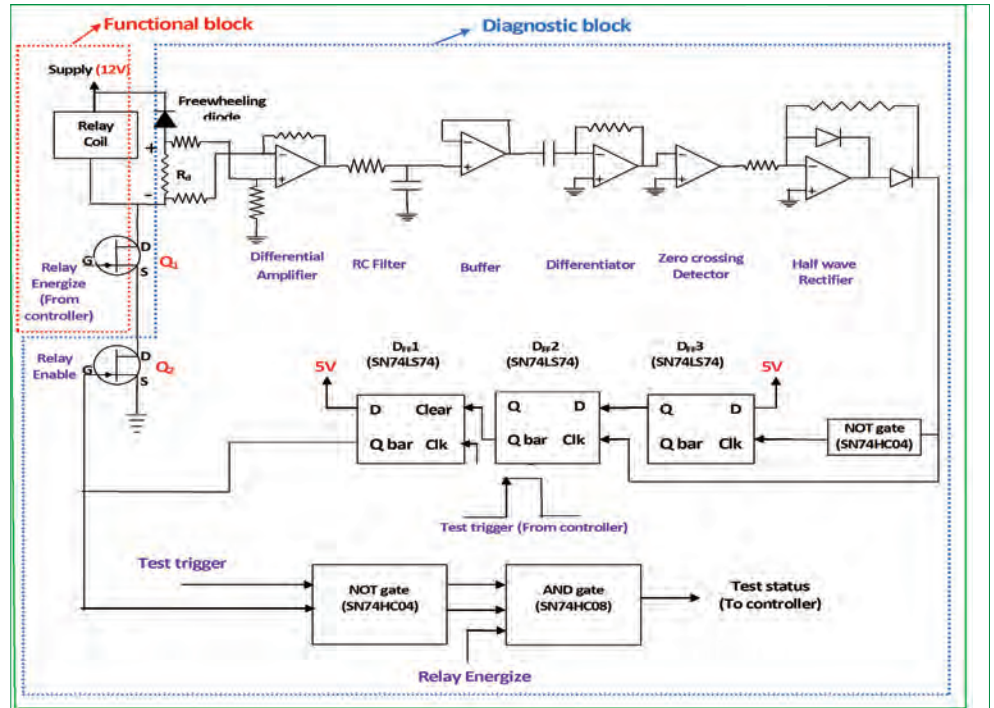 Functional block
Diagnostic block
Supply (12V)
Freewheeling
diode
Relay
Coil
+
-
Rd
-
+
-
+
-
+
-
+
-
+
D
G
S
Q1
Relay
Energize
(From
controller)
Differential
Amplifier
RC Filter
Buffer
Differentiator
Zero crossing
Detector
Half wave
Rectifier
Relay
Enable
D
G
S
Q2
DFF1
(SN74LS74)
DFF2
(SN74LS74)
DFF3
(SN74LS74)
5V
5V
D Clear
Q bar Clk
Q D
Q bar Clk
Q D
Q bar Clk
NOT gate
(SN74HC04)
Test trigger (From controller)
Test trigger
NOT gate
(SN74HC04)
AND gate
(SN74HC08)
Test status
(To controller)
Relay Energize